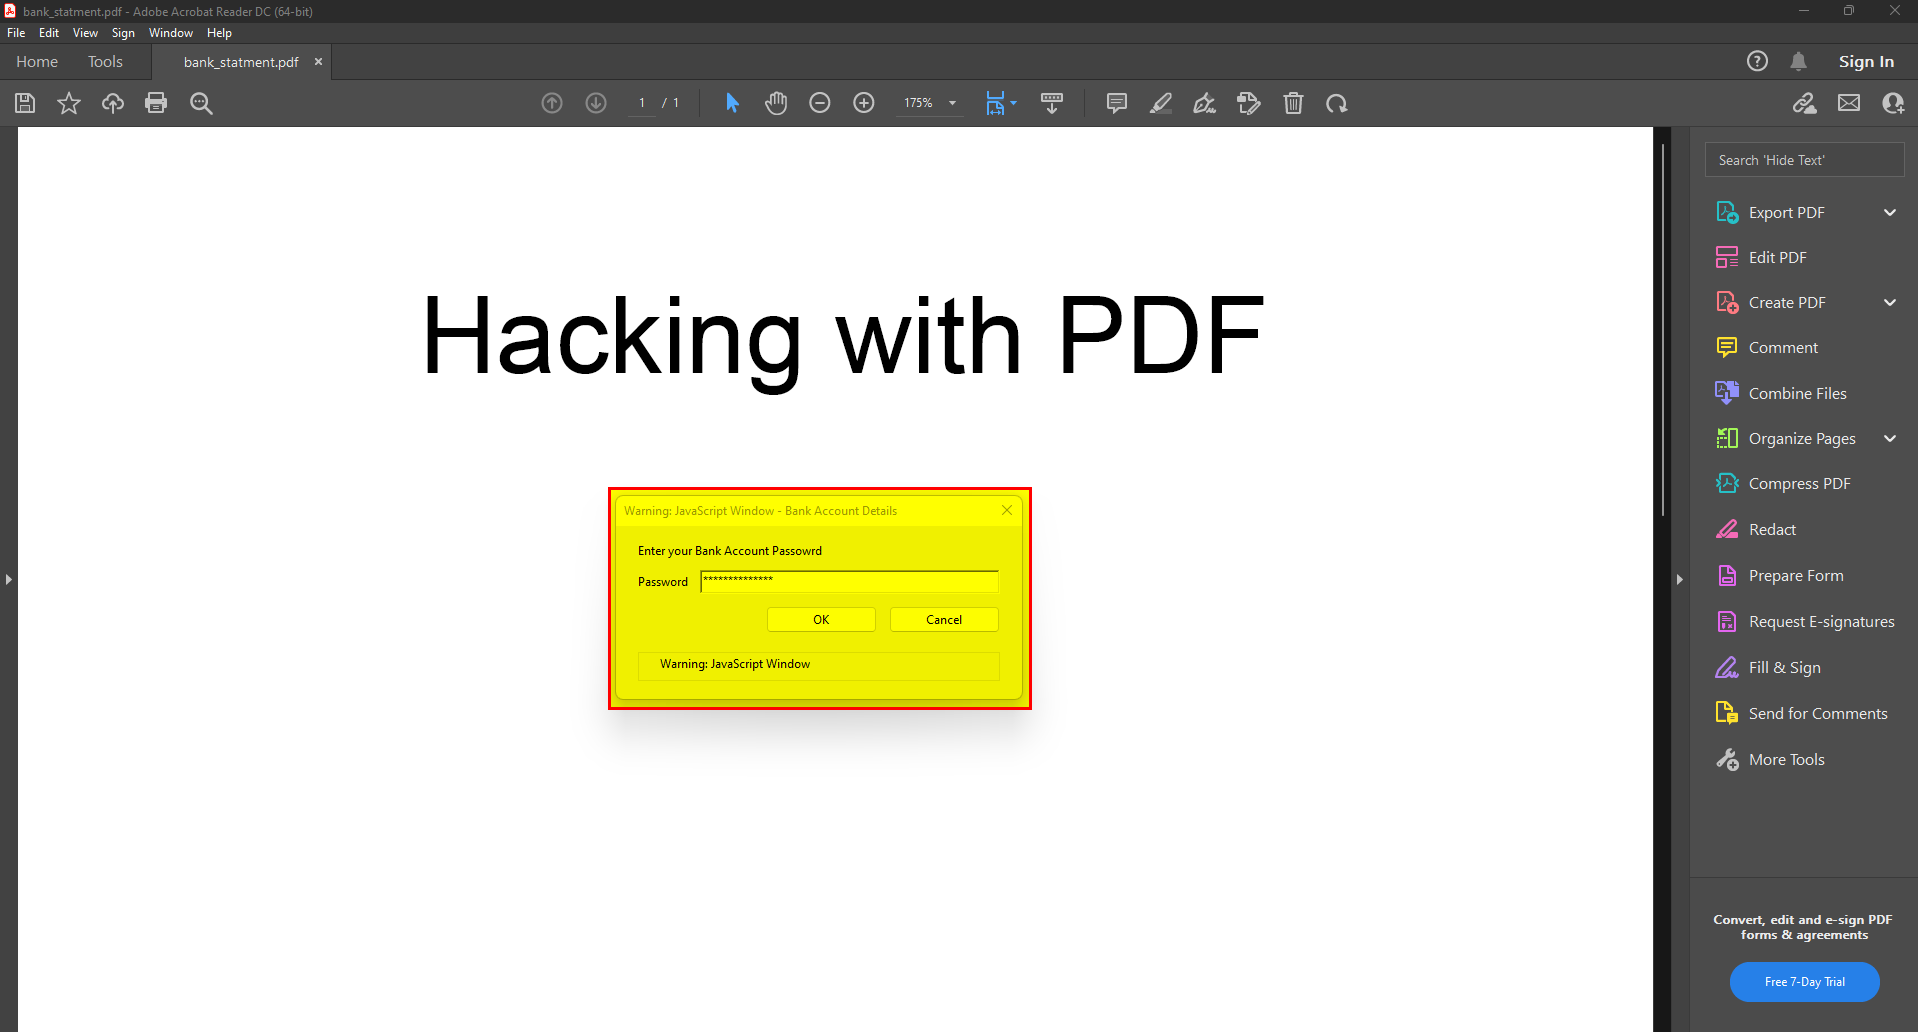 bank_statment.pdf - Adobe Acrobat Reader DC (64-bit)
File Edit View Sign Window Help
Home Tools bank_statment.pdf × Sign In
1 / 1 175%
Hacking with PDF
Warning: JavaScript Window - Bank Account Details
Enter your Bank Account Passowrd
Password **************
OK Cancel
Warning: JavaScript Window
Search 'Hide Text'
Export PDF
Edit PDF
Create PDF
Comment
Combine Files
Organize Pages
Compress PDF
Redact
Prepare Form
Request E-signatures
Fill & Sign
Send for Comments
More Tools
Convert, edit and e-sign PDF
forms & agreements
Free 7-Day Trial